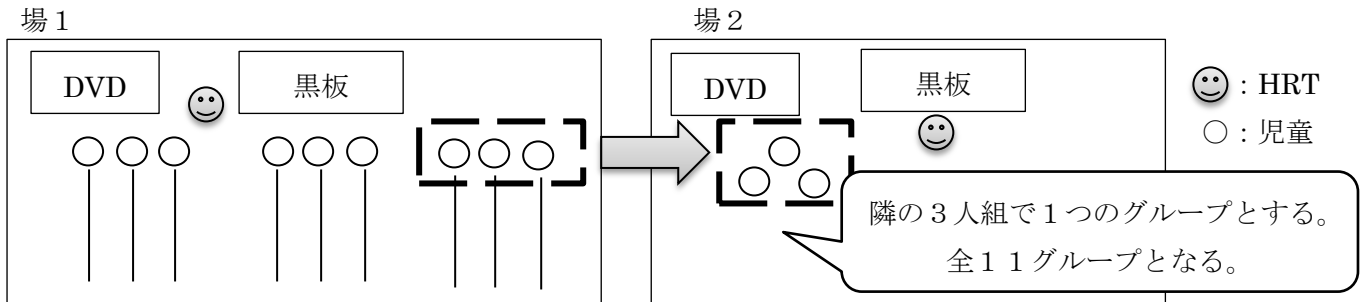 場１
場２
DVD
黒板
DVD
黒板
：HRT
○：児童
隣の３人組で１つのグループとする。
全１１グループとなる。